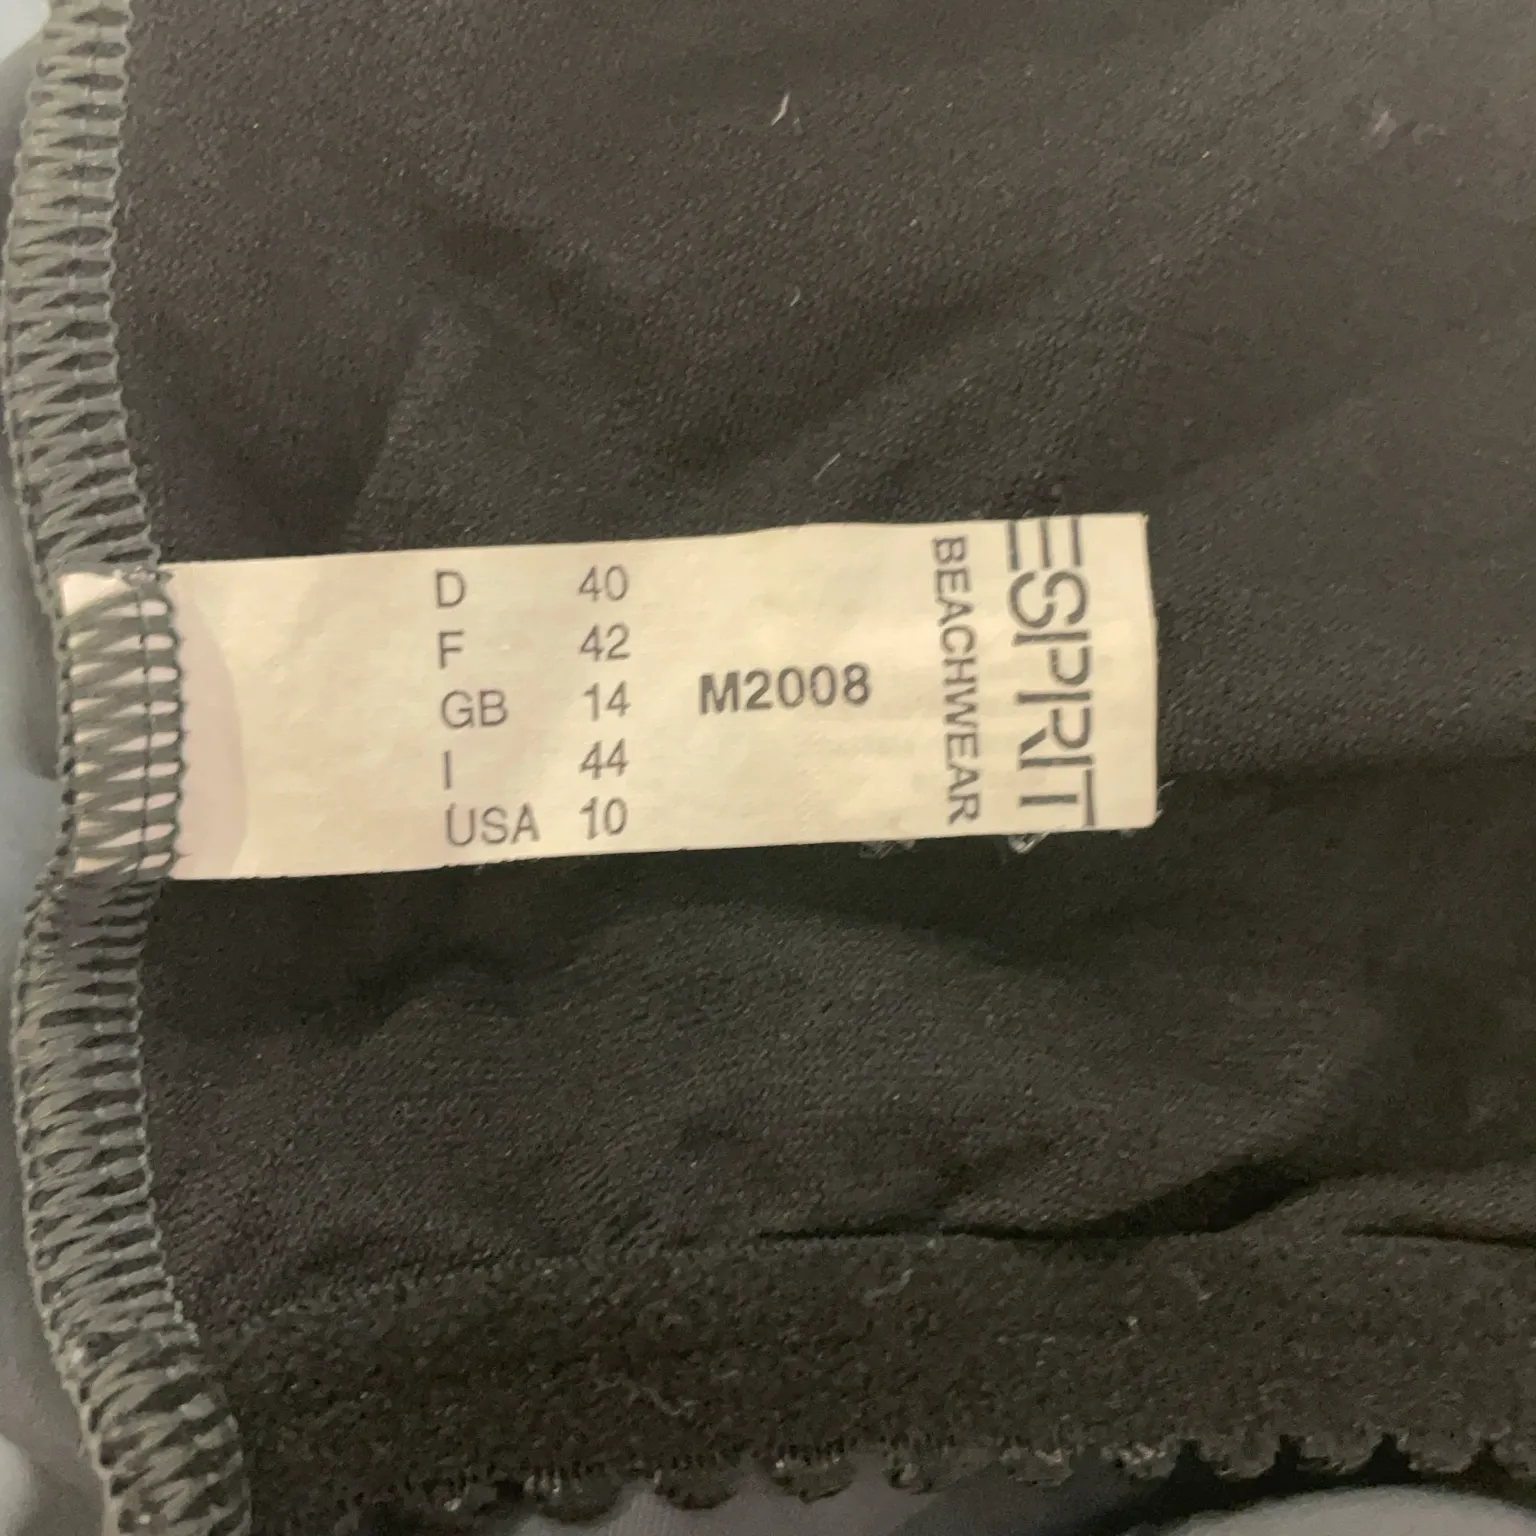 D 40
F 42
GB 14
I 44
USA 10
M2008
ESPRIT
BEACHWEAR